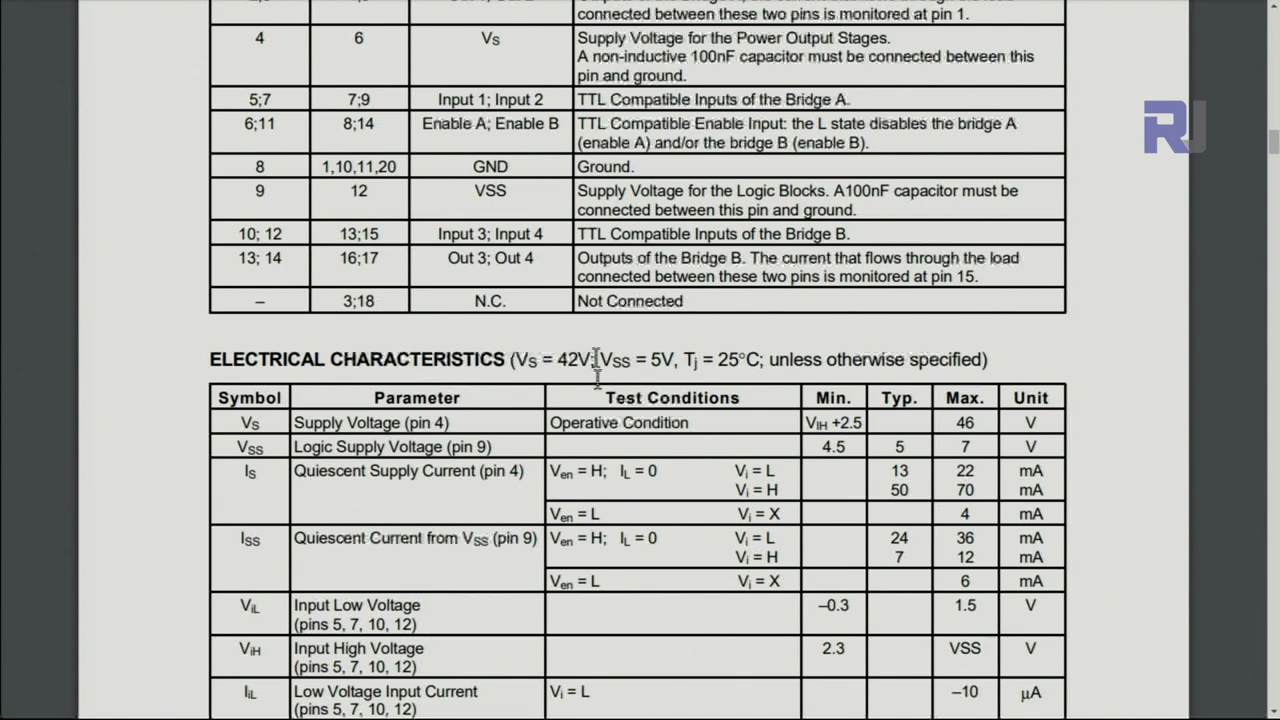 connected between these two pins is monitored at pin 1.
4 6 VS Supply Voltage for the Power Output Stages.
A non-inductive 100nF capacitor must be connected between this
pin and ground.
5;7 7;9 Input 1; Input 2 TTL Compatible Inputs of the Bridge A.
6;11 8;14 Enable A; Enable B TTL Compatible Enable Input: the L state disables the bridge A
(enable A) and/or the bridge B (enable B).
8 1,10,11,20 GND Ground.
9 12 VSS Supply Voltage for the Logic Blocks. A100nF capacitor must be
connected between this pin and ground.
10; 12 13;15 Input 3; Input 4 TTL Compatible Inputs of the Bridge B.
13; 14 16;17 Out 3; Out 4 Outputs of the Bridge B. The current that flows through the load
connected between these two pins is monitored at pin 15.
– 3;18 N.C. Not Connected
ELECTRICAL CHARACTERISTICS (VS = 42V; VSS = 5V, Tj = 25°C; unless otherwise specified)
Symbol Parameter Test Conditions Min. Typ. Max. Unit
VS Supply Voltage (pin 4) Operative Condition VIH +2.5 46 V
VSS Logic Supply Voltage (pin 9) 4.5 5 7 V
IS Quiescent Supply Current (pin 4) Ven = H; IL = 0 Vi = L 13 22 mA
Vi = H 50 70 mA
Ven = L Vi = X 4 mA
ISS Quiescent Current from VSS (pin 9) Ven = H; IL = 0 Vi = L 24 36 mA
Vi = H 7 12 mA
Ven = L Vi = X 6 mA
ViL Input Low Voltage –0.3 1.5 V
(pins 5, 7, 10, 12)
ViH Input High Voltage 2.3 VSS V
(pins 5, 7, 10, 12)
IiL Low Voltage Input Current Vi = L –10 µA
(pins 5, 7, 10, 12)
RJ